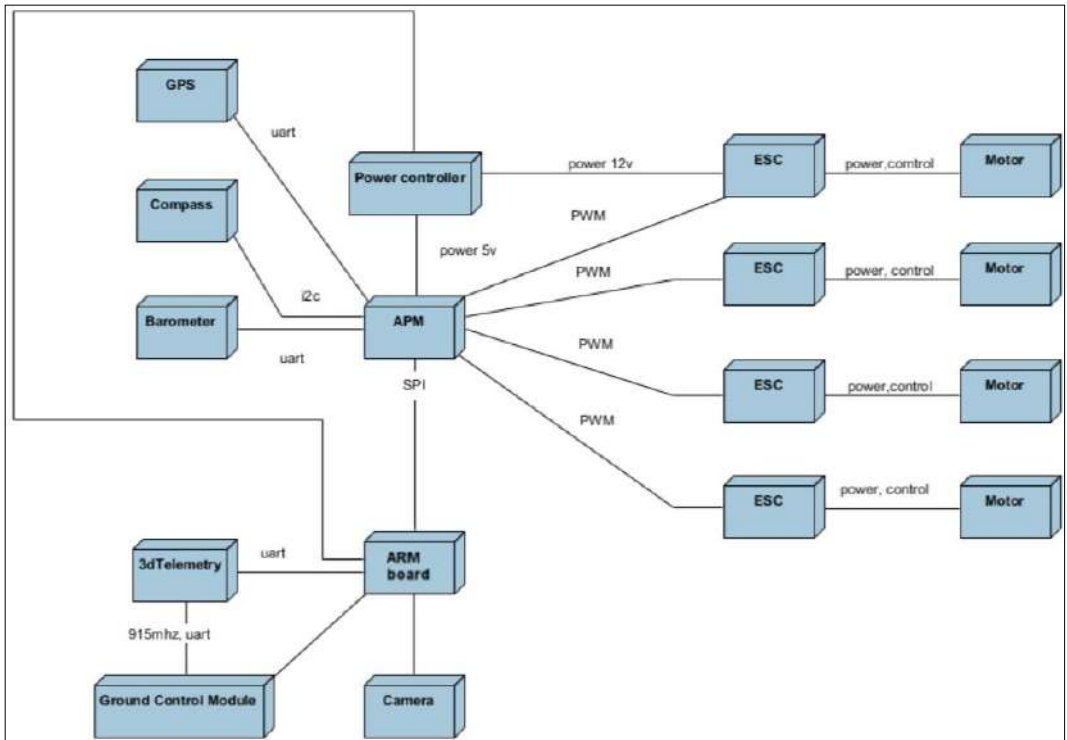 GPS
uart
Power controller
power 12v
ESC
power,comtrol
Motor
Compass
PWM
power 5v
PWM
ESC
power, control
Motor
i2c
Barometer
APM
uart
PWM
SPI
ESC
power,control
Motor
PWM
ESC
power, control
Motor
3dTelemetry
uart
ARM
board
915mhz, uart
Ground Control Module
Camera